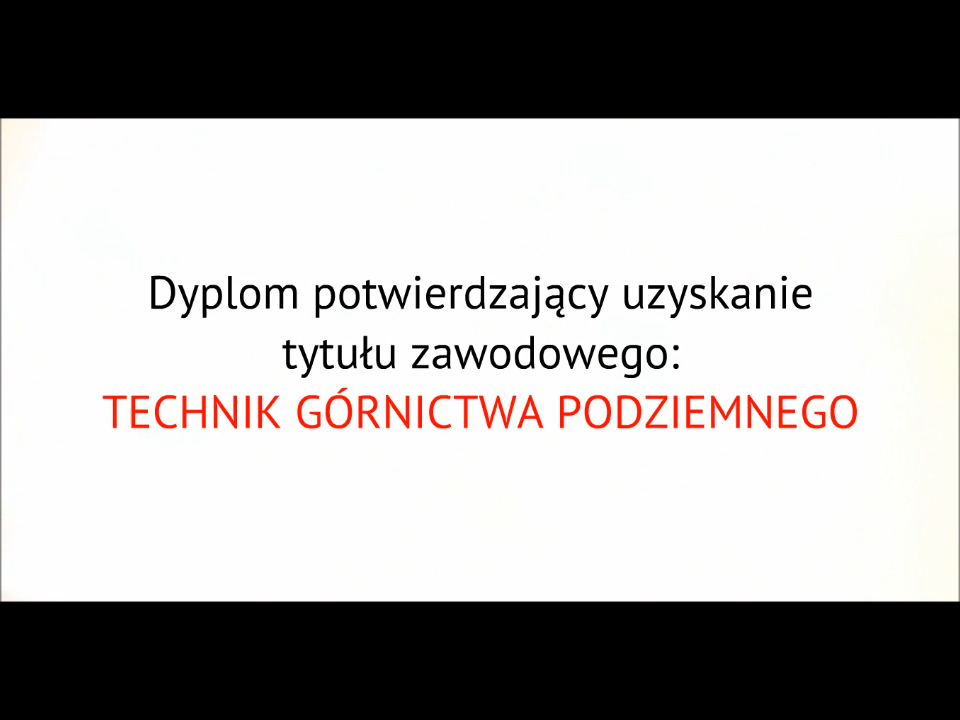 Dyplom potwierdzający uzyskanie
tytułu zawodowego:
TECHNIK GÓRNICTWA PODZIEMNEGO